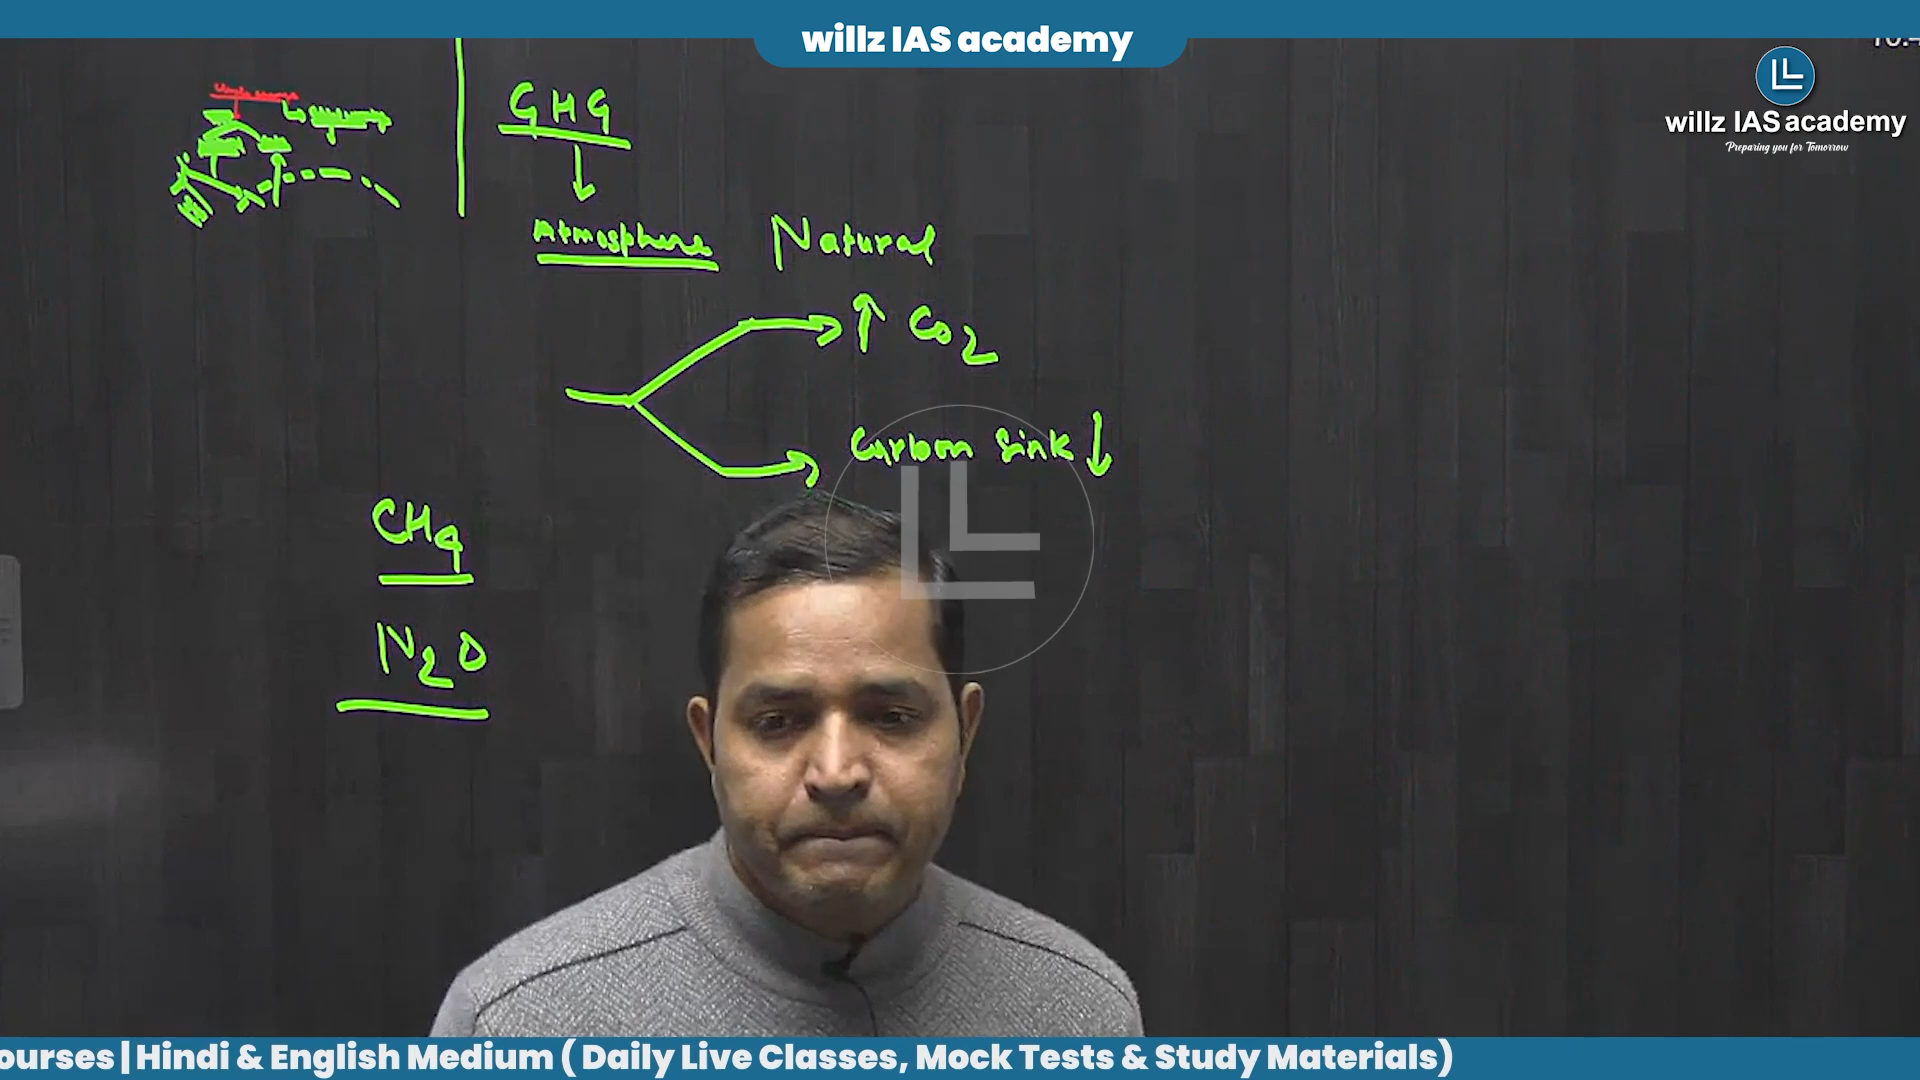 willz IAS academy
willz IAS academy
Preparing you for Tomorrow
GHG
Atmosphere Natural
↑ CO2
Carbon Sink ↓
CH4
N2O
ourses | Hindi & English Medium ( Daily Live Classes, Mock Tests & Study Materials)